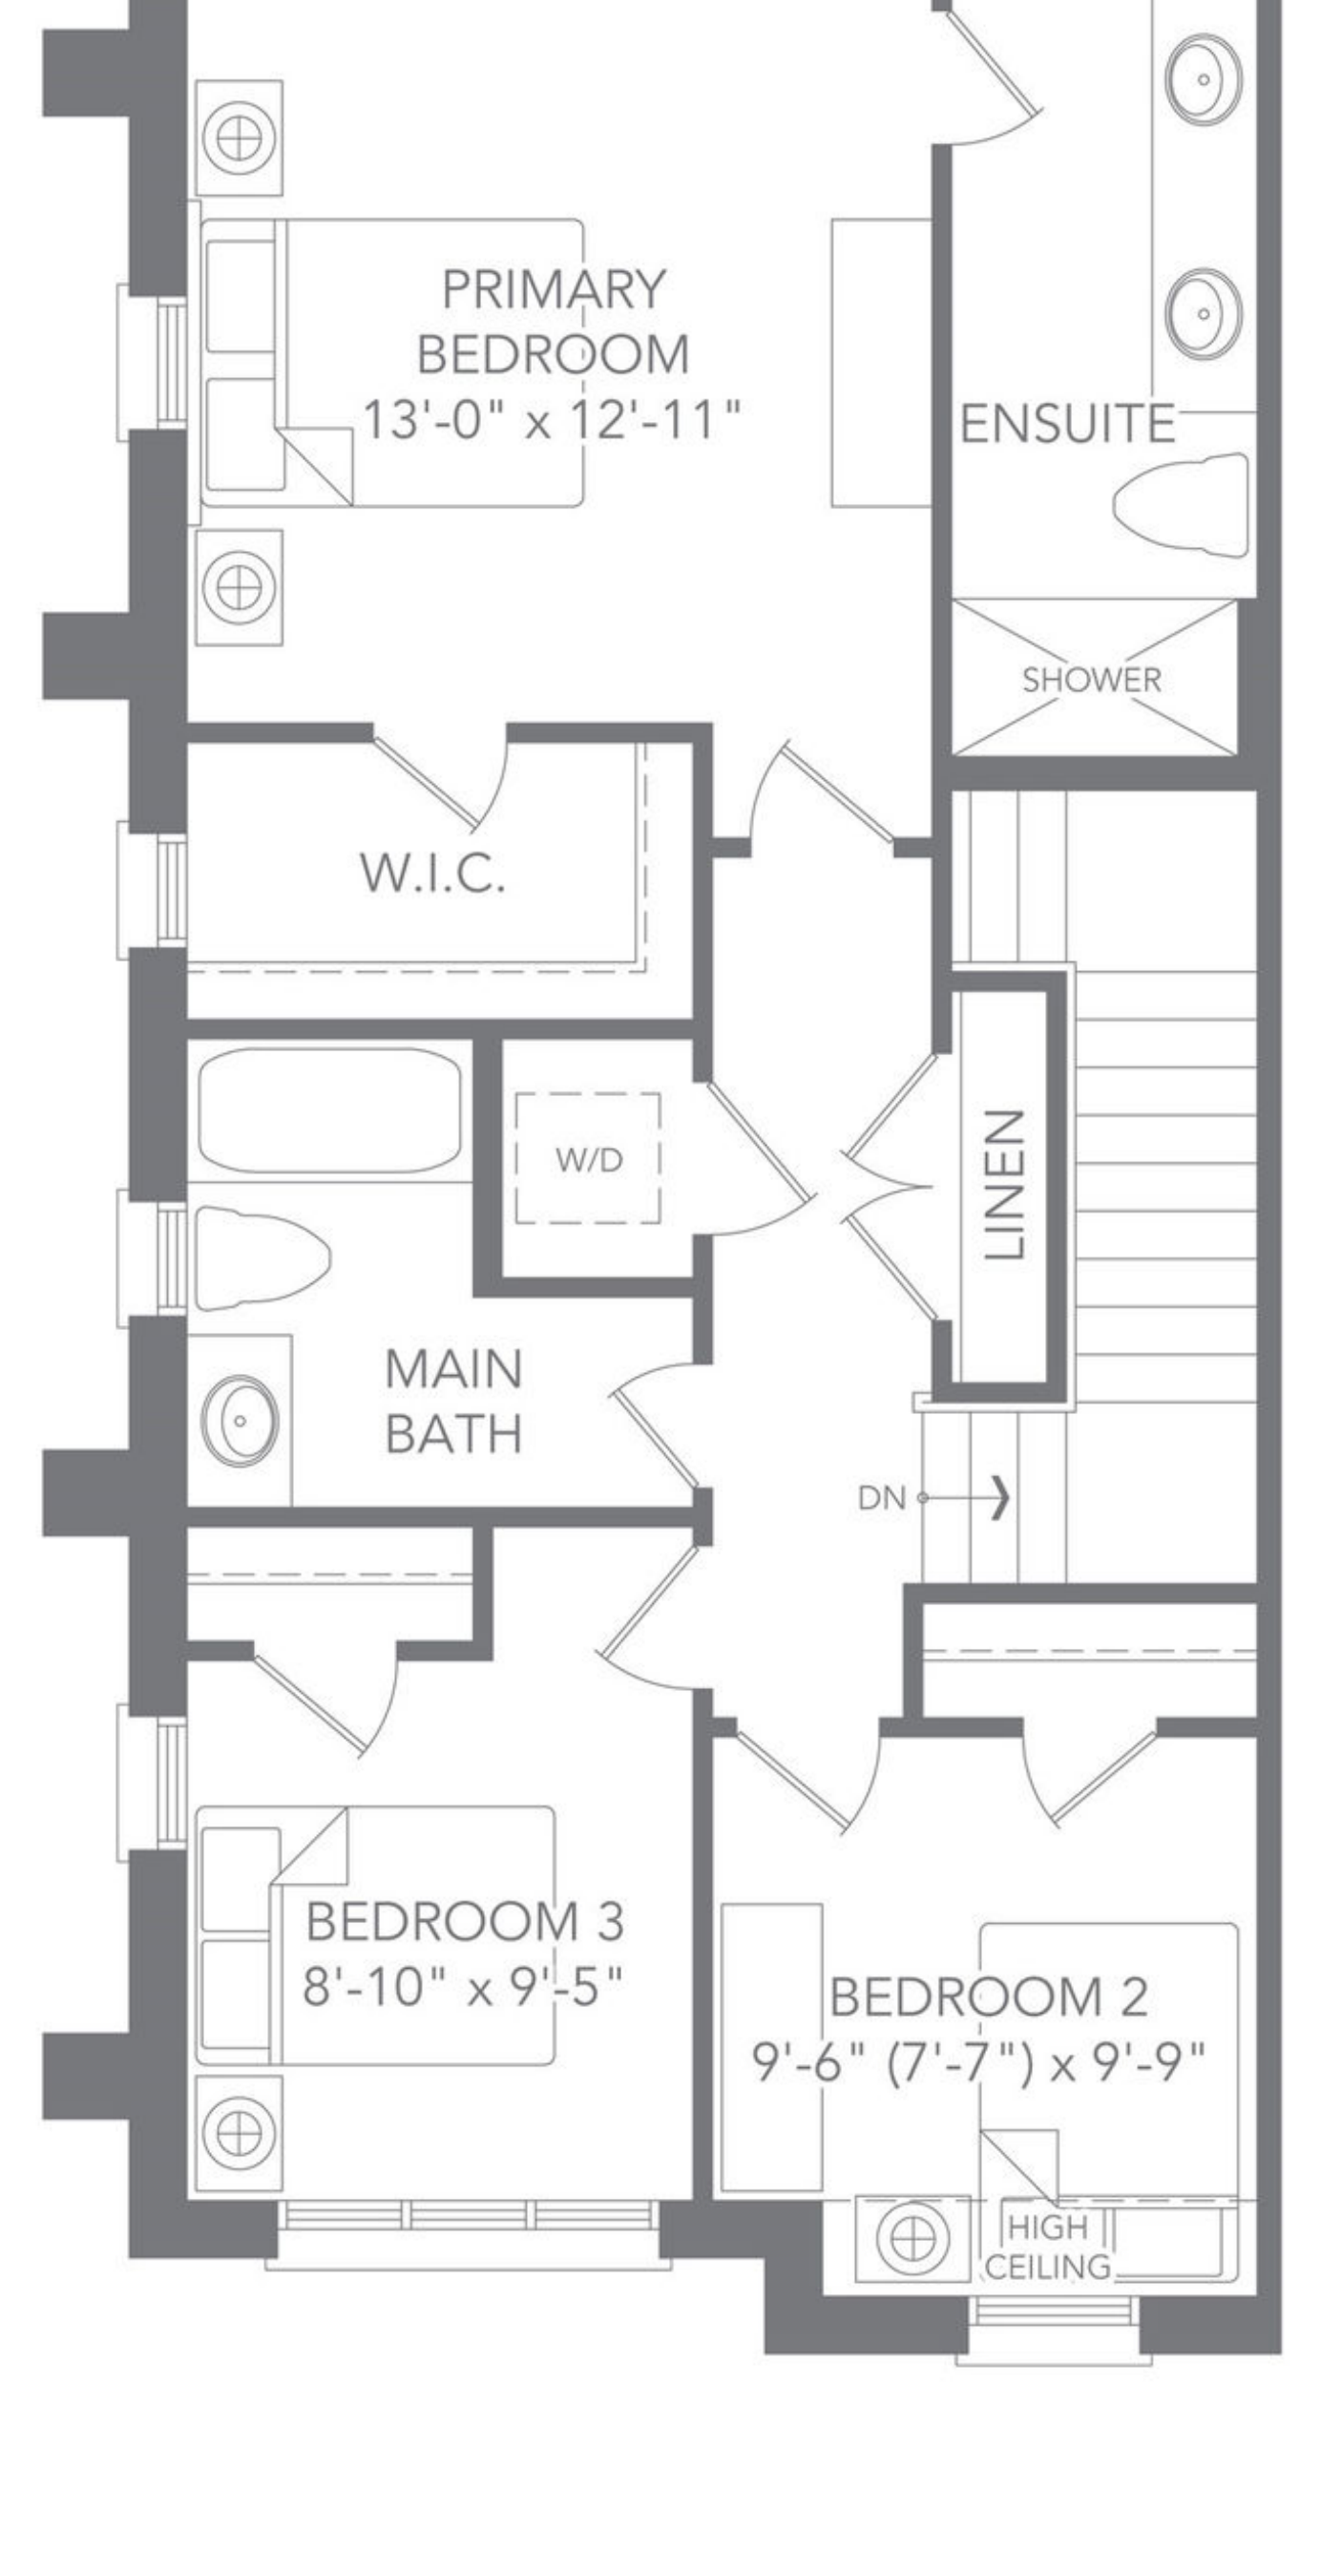 PRIMARY
BEDROOM
13'-0" x 12'-11"
ENSUITE
SHOWER
W.I.C.
W/D
LINEN
MAIN
BATH
DN
BEDROOM 3
8'-10" x 9'-5"
BEDROOM 2
9'-6" (7'-7") x 9'-9"
HIGH
CEILING